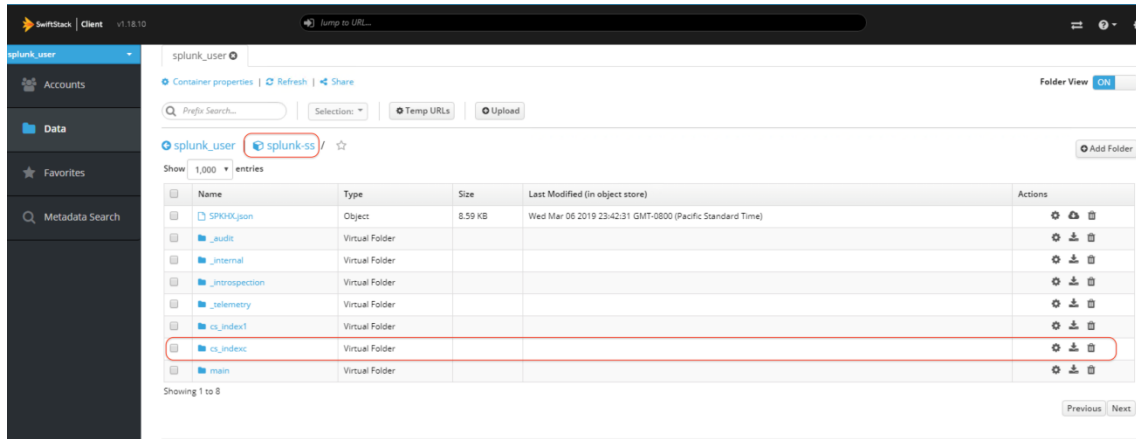 SwiftStack | Client v1.18.10 Jump to URL...
splunk_user splunk_user
Accounts
Data
Favorites
Metadata Search
Container properties | Refresh | Share Folder View ON
Prefix Search... Selection: Temp URLs Upload
splunk_user | splunk-ss / Add Folder
Show 1,000 entries
Name Type Size Last Modified (in object store) Actions
SPKHX.json Object 8.59 KB Wed Mar 06 2019 23:42:31 GMT-0800 (Pacific Standard Time)
_audit Virtual Folder
_internal Virtual Folder
_introspection Virtual Folder
_telemetry Virtual Folder
cs_index1 Virtual Folder
cs_indexc Virtual Folder
main Virtual Folder
Showing 1 to 8
Previous Next